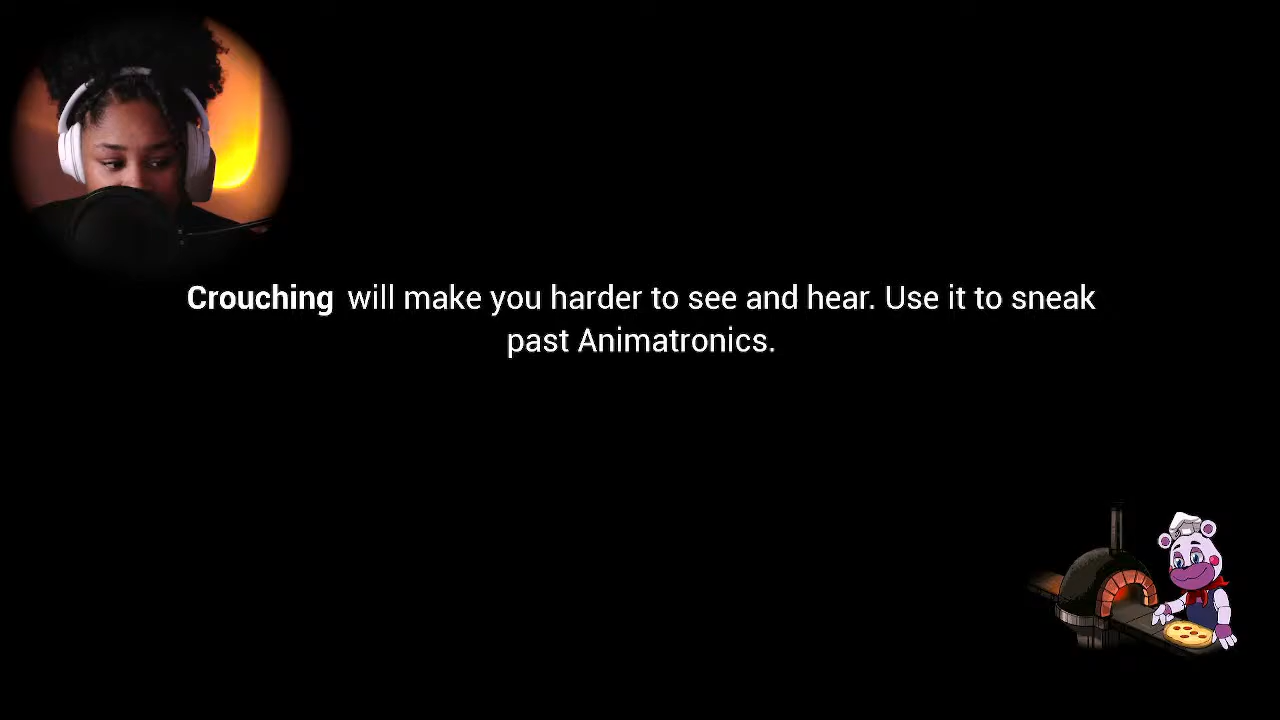 Crouching will make you harder to see and hear. Use it to sneak
past Animatronics.